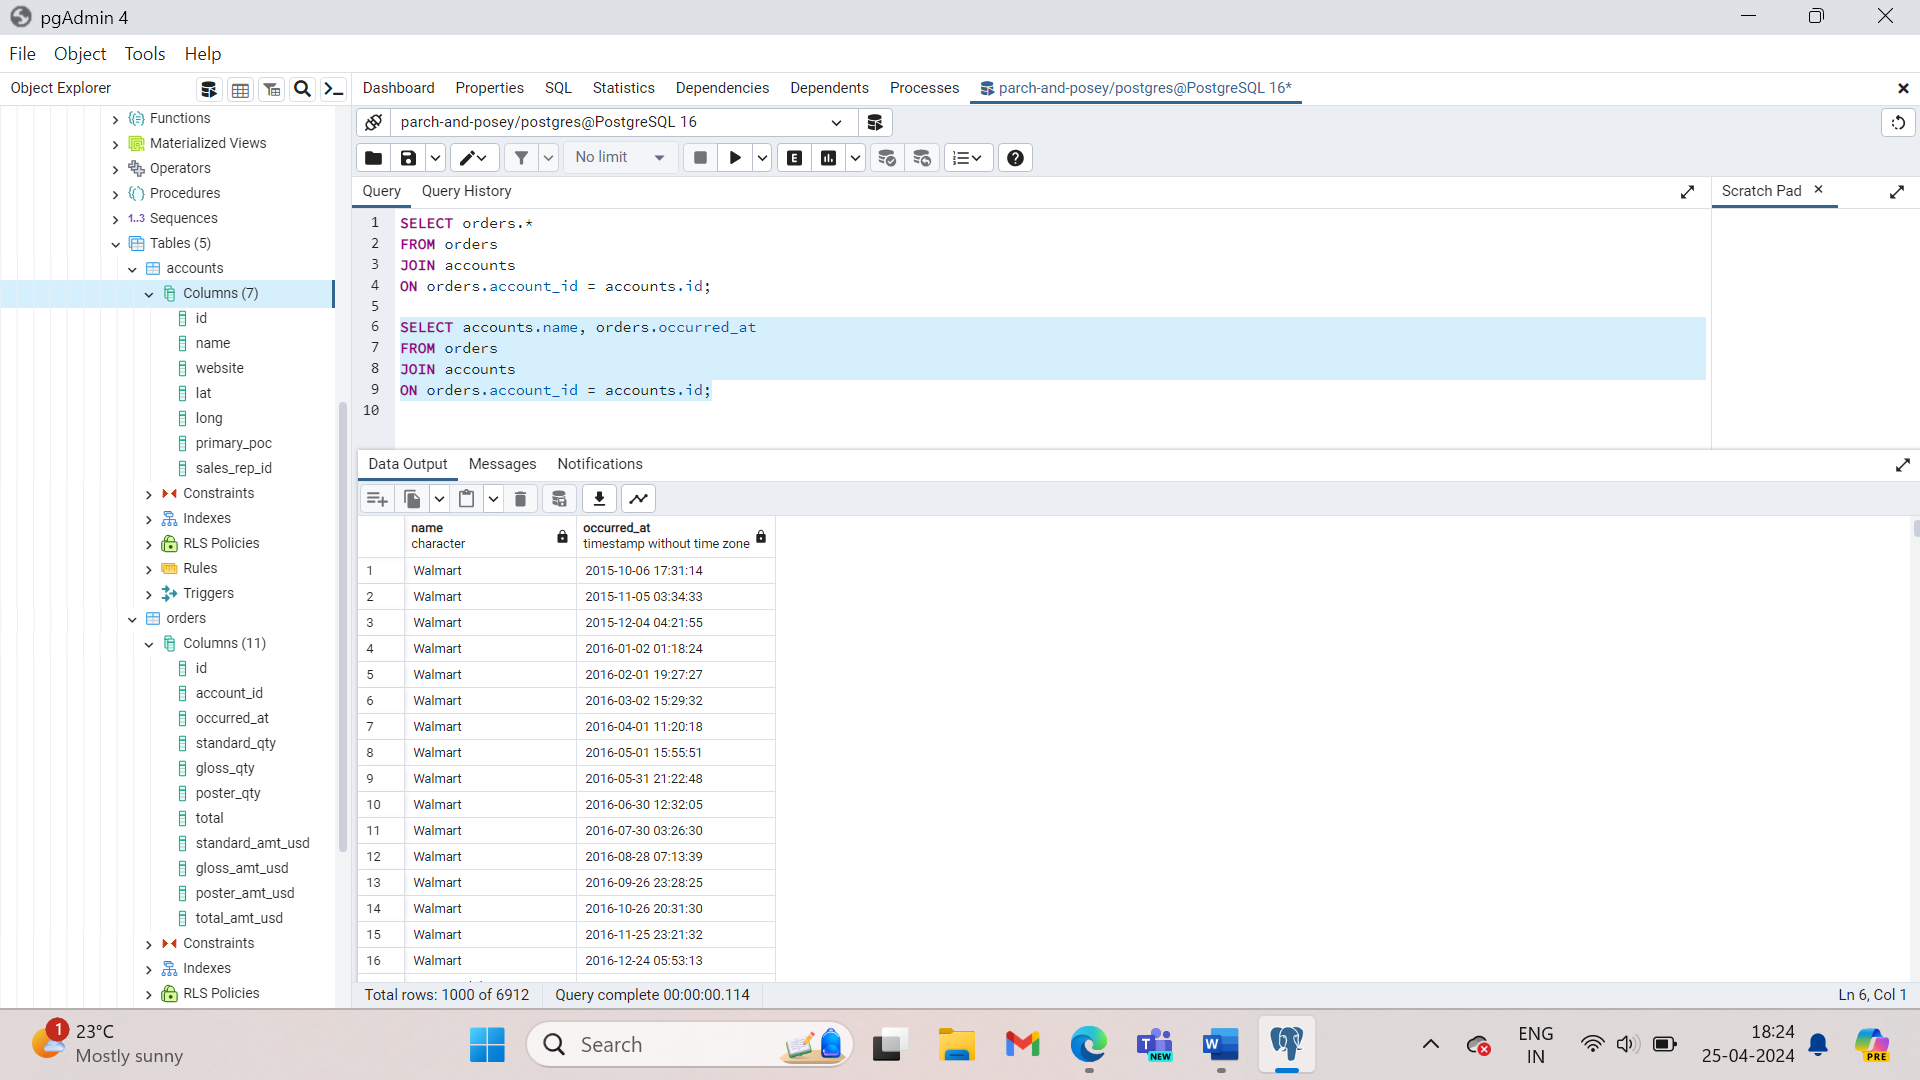 pgAdmin 4
File Object Tools Help
Object Explorer
Dashboard Properties SQL Statistics Dependencies Dependents Processes parch-and-posey/postgres@PostgreSQL 16*
Functions
Materialized Views
Operators
Procedures
1..3 Sequences
Tables (5)
accounts
Columns (7)
id
name
website
lat
long
primary_poc
sales_rep_id
Constraints
Indexes
RLS Policies
Rules
Triggers
orders
Columns (11)
id
account_id
occurred_at
standard_qty
gloss_qty
poster_qty
total
standard_amt_usd
gloss_amt_usd
poster_amt_usd
total_amt_usd
Constraints
Indexes
RLS Policies
parch-and-posey/postgres@PostgreSQL 16
No limit
E
Query Query History
Scratch Pad
1 SELECT orders.*
2 FROM orders
3 JOIN accounts
4 ON orders.account_id = accounts.id;
5
6 SELECT accounts.name, orders.occurred_at
7 FROM orders
8 JOIN accounts
9 ON orders.account_id = accounts.id;
10
Data Output Messages Notifications
name occurred_at
character timestamp without time zone
1 Walmart 2015-10-06 17:31:14
2 Walmart 2015-11-05 03:34:33
3 Walmart 2015-12-04 04:21:55
4 Walmart 2016-01-02 01:18:24
5 Walmart 2016-02-01 19:27:27
6 Walmart 2016-03-02 15:29:32
7 Walmart 2016-04-01 11:20:18
8 Walmart 2016-05-01 15:55:51
9 Walmart 2016-05-31 21:22:48
10 Walmart 2016-06-30 12:32:05
11 Walmart 2016-07-30 03:26:30
12 Walmart 2016-08-28 07:13:39
13 Walmart 2016-09-26 23:28:25
14 Walmart 2016-10-26 20:31:30
15 Walmart 2016-11-25 23:21:32
16 Walmart 2016-12-24 05:53:13
Total rows: 1000 of 6912 Query complete 00:00:00.114 Ln 6, Col 1
1
23°C
Mostly sunny
Search
T NEW
W
ENG
IN
18:24
25-04-2024
PRE